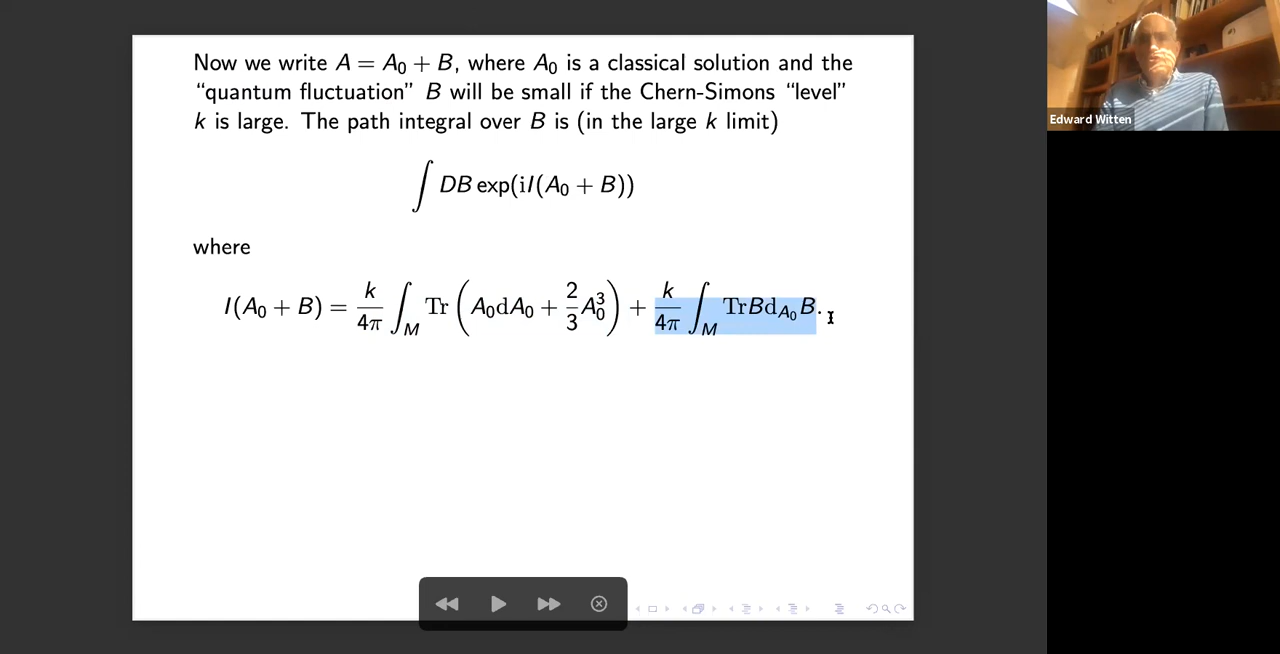 Now we write A = A₀ + B, where A₀ is a classical solution and the
“quantum fluctuation” B will be small if the Chern-Simons “level”
k is large. The path integral over B is (in the large k limit)
∫ DB exp(iI(A₀ + B))
where
I(A₀ + B) = k/4π ∫_M Tr (A₀dA₀ + 2/3 A₀³) + k/4π ∫_M TrBd_{A₀}B.
Edward Witten